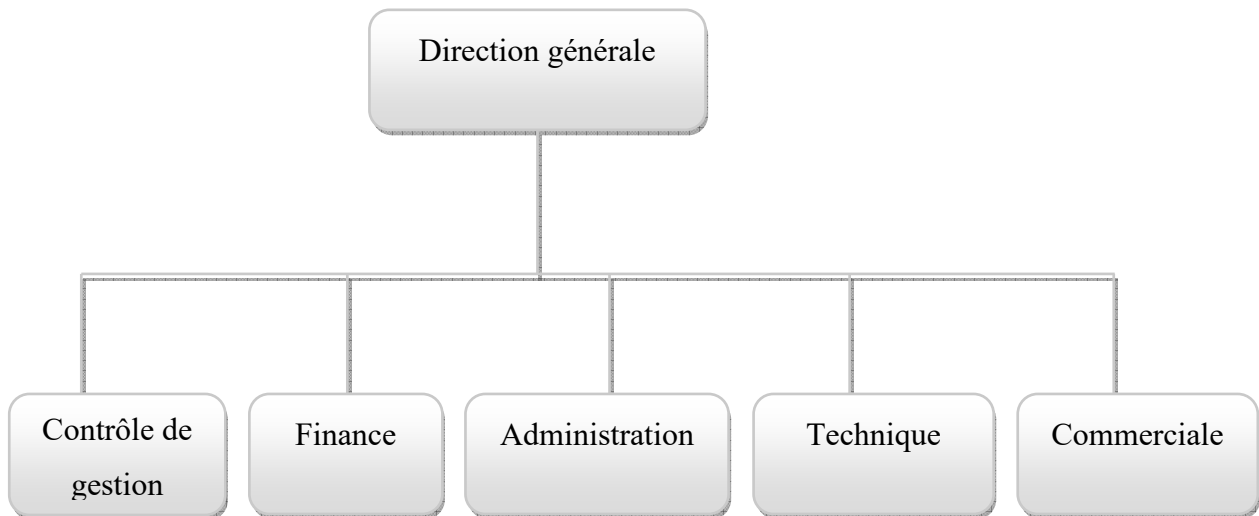 Direction générale
Contrôle de
gestion
Finance
Administration
Technique
Commerciale